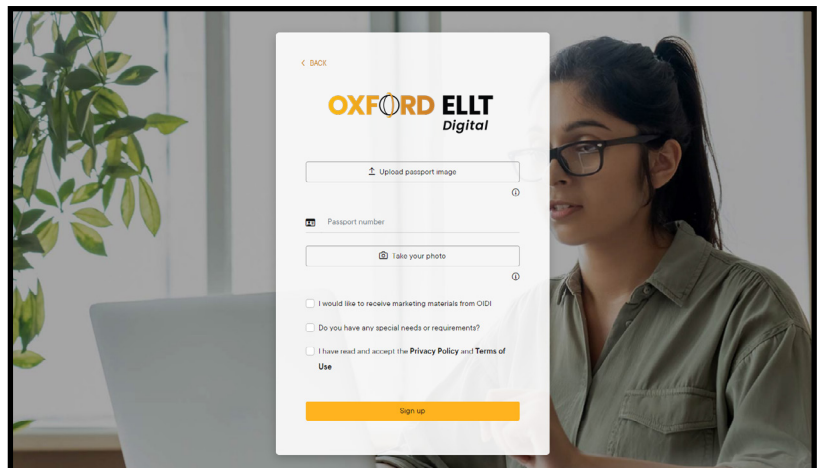 BACK
OXFORD ELLT
Digital
Upload passport image
Passport number
Take your photo
I would like to receive marketing materials from OIDI
Do you have any special needs or requirements?
I have read and accept the Privacy Policy and Terms of
Use
Sign up